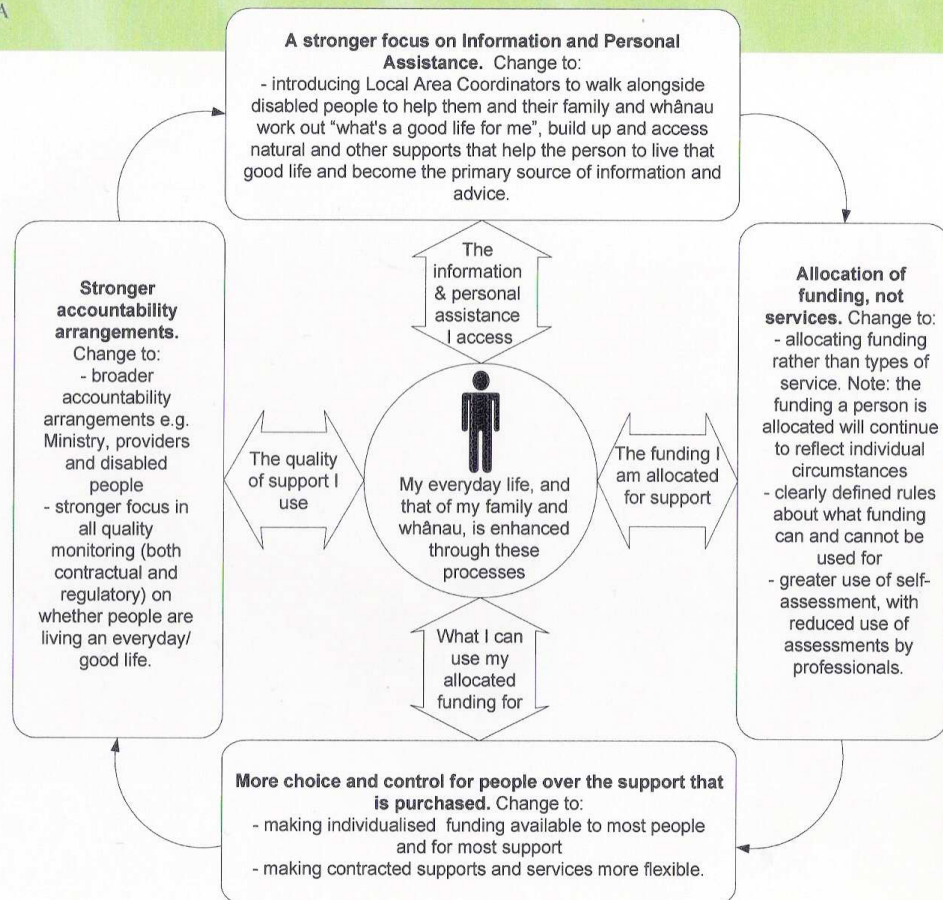 A
A stronger focus on Information and Personal
Assistance. Change to:
- introducing Local Area Coordinators to walk alongside
disabled people to help them and their family and whânau
work out “what's a good life for me”, build up and access
natural and other supports that help the person to live that
good life and become the primary source of information and
advice.
The
information
& personal
assistance
I access
Stronger
accountability
arrangements.
Change to:
- broader
accountability
arrangements e.g.
Ministry, providers
and disabled
people
- stronger focus in
all quality
monitoring (both
contractual and
regulatory) on
whether people are
living an everyday/
good life.
The quality
of support I
use
My everyday life, and
that of my family and
whânau, is enhanced
through these
processes
The funding I
am allocated
for support
Allocation of
funding, not
services. Change to:
- allocating funding
rather than types of
service. Note: the
funding a person is
allocated will continue
to reflect individual
circumstances
- clearly defined rules
about what funding
can and cannot be
used for
- greater use of self-
assessment, with
reduced use of
assessments by
professionals.
What I can
use my
allocated
funding for
More choice and control for people over the support that
is purchased. Change to:
- making individualised funding available to most people
and for most support
- making contracted supports and services more flexible.